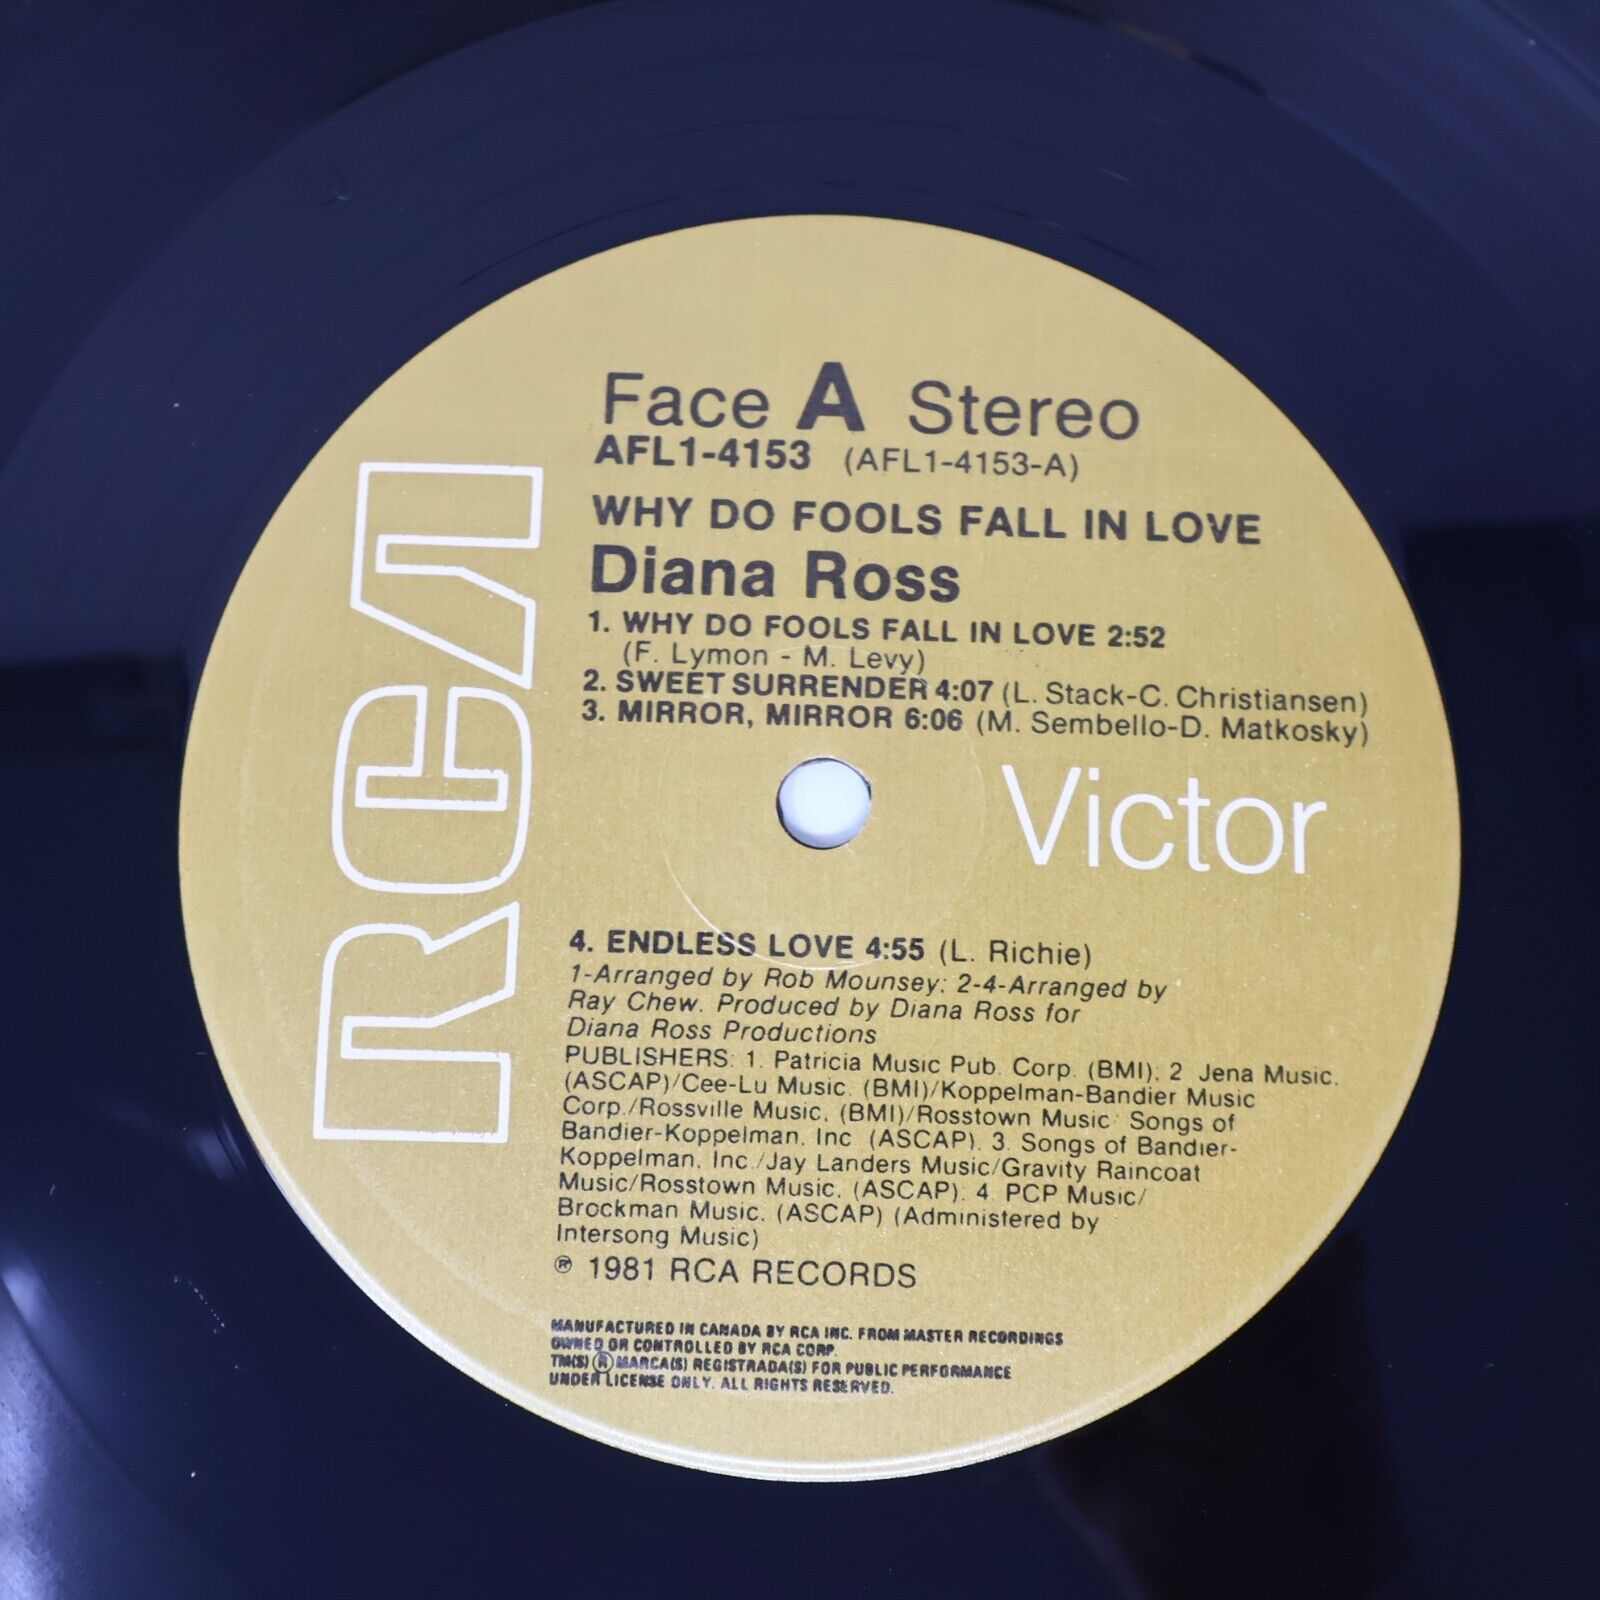 Face A Stereo
AFL1-4153 (AFL1-4153-A)
WHY DO FOOLS FALL IN LOVE
Diana Ross
1. WHY DO FOOLS FALL IN LOVE 2:52
(F. Lymon - M. Levy)
2. SWEET SURRENDER 4:07 (L. Stack-C. Christiansen)
3. MIRROR, MIRROR 6:06 (M. Sembello-D. Matkosky)
RCA
Victor
4. ENDLESS LOVE 4:55 (L. Richie)
1-Arranged by Rob Mounsey; 2-4-Arranged by
Ray Chew. Produced by Diana Ross for
Diana Ross Productions
PUBLISHERS: 1. Patricia Music Pub. Corp. (BMI); 2 Jena Music.
(ASCAP)/Cee-Lu Music. (BMI)/Koppelman-Bandier Music
Corp./Rossville Music. (BMI)/Rosstown Music Songs of
Bandier-Koppelman. Inc (ASCAP). 3. Songs of Bandier-
Koppelman. Inc./Jay Landers Music/Gravity Raincoat
Music/Rosstown Music. (ASCAP); 4. PCP Music/
Brockman Music. (ASCAP) (Administered by
Intersong Music)
℗ 1981 RCA RECORDS
MANUFACTURED IN CANADA BY RCA INC. FROM MASTER RECORDINGS
OWNED OR CONTROLLED BY RCA CORP.
TM(S) ® MARCA(S) REGISTRADA(S) FOR PUBLIC PERFORMANCE
UNDER LICENSE ONLY. ALL RIGHTS RESERVED.